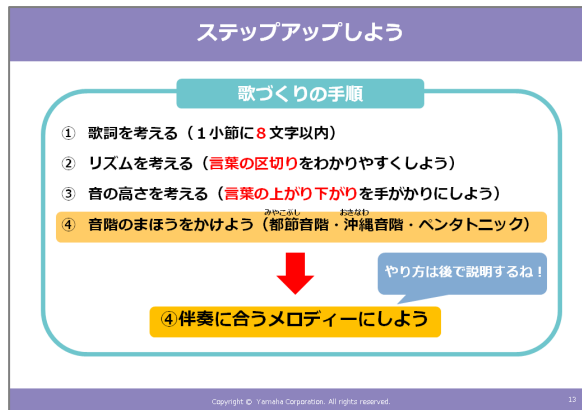 ステップアップしよう
歌づくりの手順
① 歌詞を考える（１小節に８文字以内）
② リズムを考える（言葉の区切りをわかりやすくしよう）
③ 音の高さを考える（言葉の上がり下がりを手がかりにしよう）
みやこぶし おきなわ
④ 音階のまほうをかけよう（都節音階・沖縄音階・ペンタトニック）
やり方は後で説明するね！
④伴奏に合うメロディーにしよう
Copyright © Yamaha Corporation. All rights reserved.
13